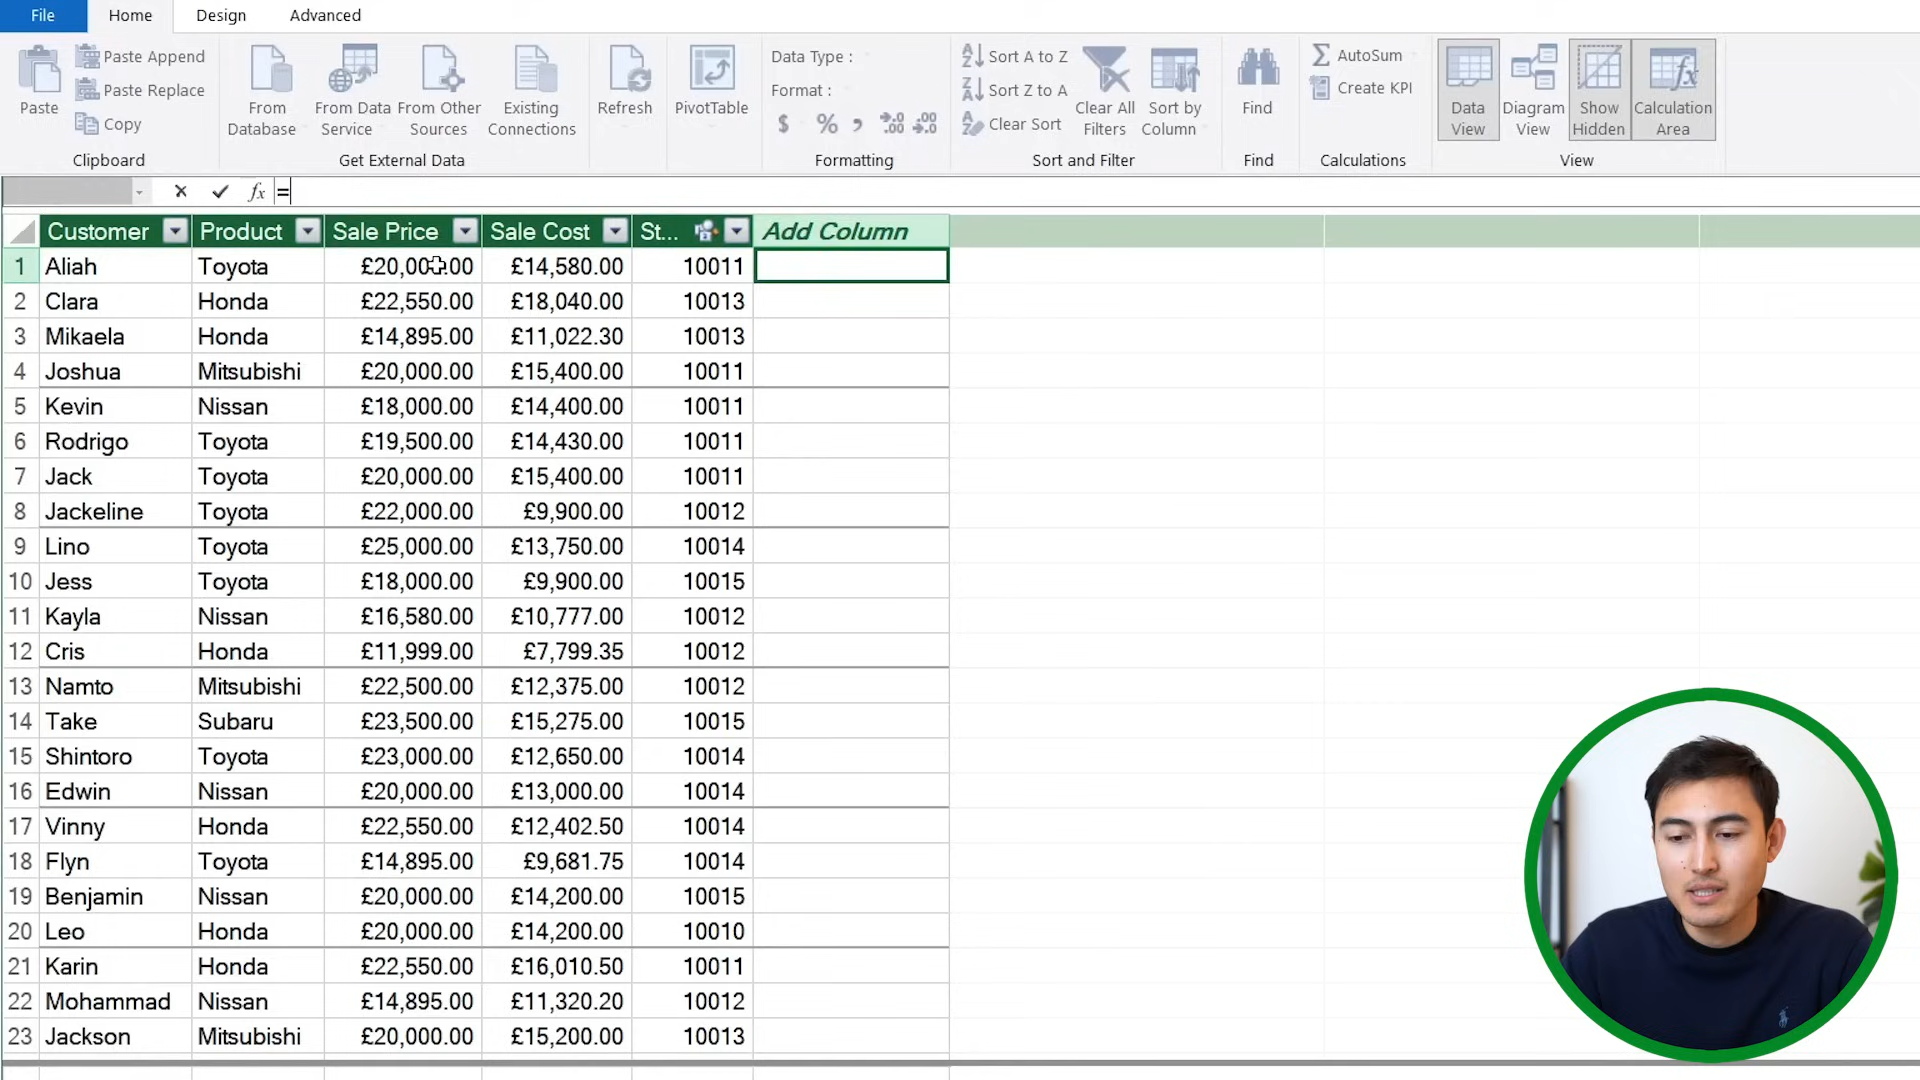 File Home Design Advanced
Paste
Paste Append
Paste Replace
Copy
Clipboard
From Database
From Data Service
From Other Sources
Existing Connections
Get External Data
Refresh
PivotTable
Data Type :
Format :
$ % ,
Formatting
Sort A to Z
Sort Z to A
Clear Sort
Clear All Filters
Sort by Column
Sort and Filter
Find
Find
AutoSum
Create KPI
Calculations
Data View
Diagram View
Show Hidden
Calculation Area
View
fx =
Customer Product Sale Price Sale Cost St... Add Column
1 Aliah Toyota £20,000.00 £14,580.00 10011
2 Clara Honda £22,550.00 £18,040.00 10013
3 Mikaela Honda £14,895.00 £11,022.30 10013
4 Joshua Mitsubishi £20,000.00 £15,400.00 10011
5 Kevin Nissan £18,000.00 £14,400.00 10011
6 Rodrigo Toyota £19,500.00 £14,430.00 10011
7 Jack Toyota £20,000.00 £15,400.00 10011
8 Jackeline Toyota £22,000.00 £9,900.00 10012
9 Lino Toyota £25,000.00 £13,750.00 10014
10 Jess Toyota £18,000.00 £9,900.00 10015
11 Kayla Nissan £16,580.00 £10,777.00 10012
12 Cris Honda £11,999.00 £7,799.35 10012
13 Namto Mitsubishi £22,500.00 £12,375.00 10012
14 Take Subaru £23,500.00 £15,275.00 10015
15 Shintoro Toyota £23,000.00 £12,650.00 10014
16 Edwin Nissan £20,000.00 £13,000.00 10014
17 Vinny Honda £22,550.00 £12,402.50 10014
18 Flyn Toyota £14,895.00 £9,681.75 10014
19 Benjamin Nissan £20,000.00 £14,200.00 10015
20 Leo Honda £20,000.00 £14,200.00 10010
21 Karin Honda £22,550.00 £16,010.50 10011
22 Mohammad Nissan £14,895.00 £11,320.20 10012
23 Jackson Mitsubishi £20,000.00 £15,200.00 10013